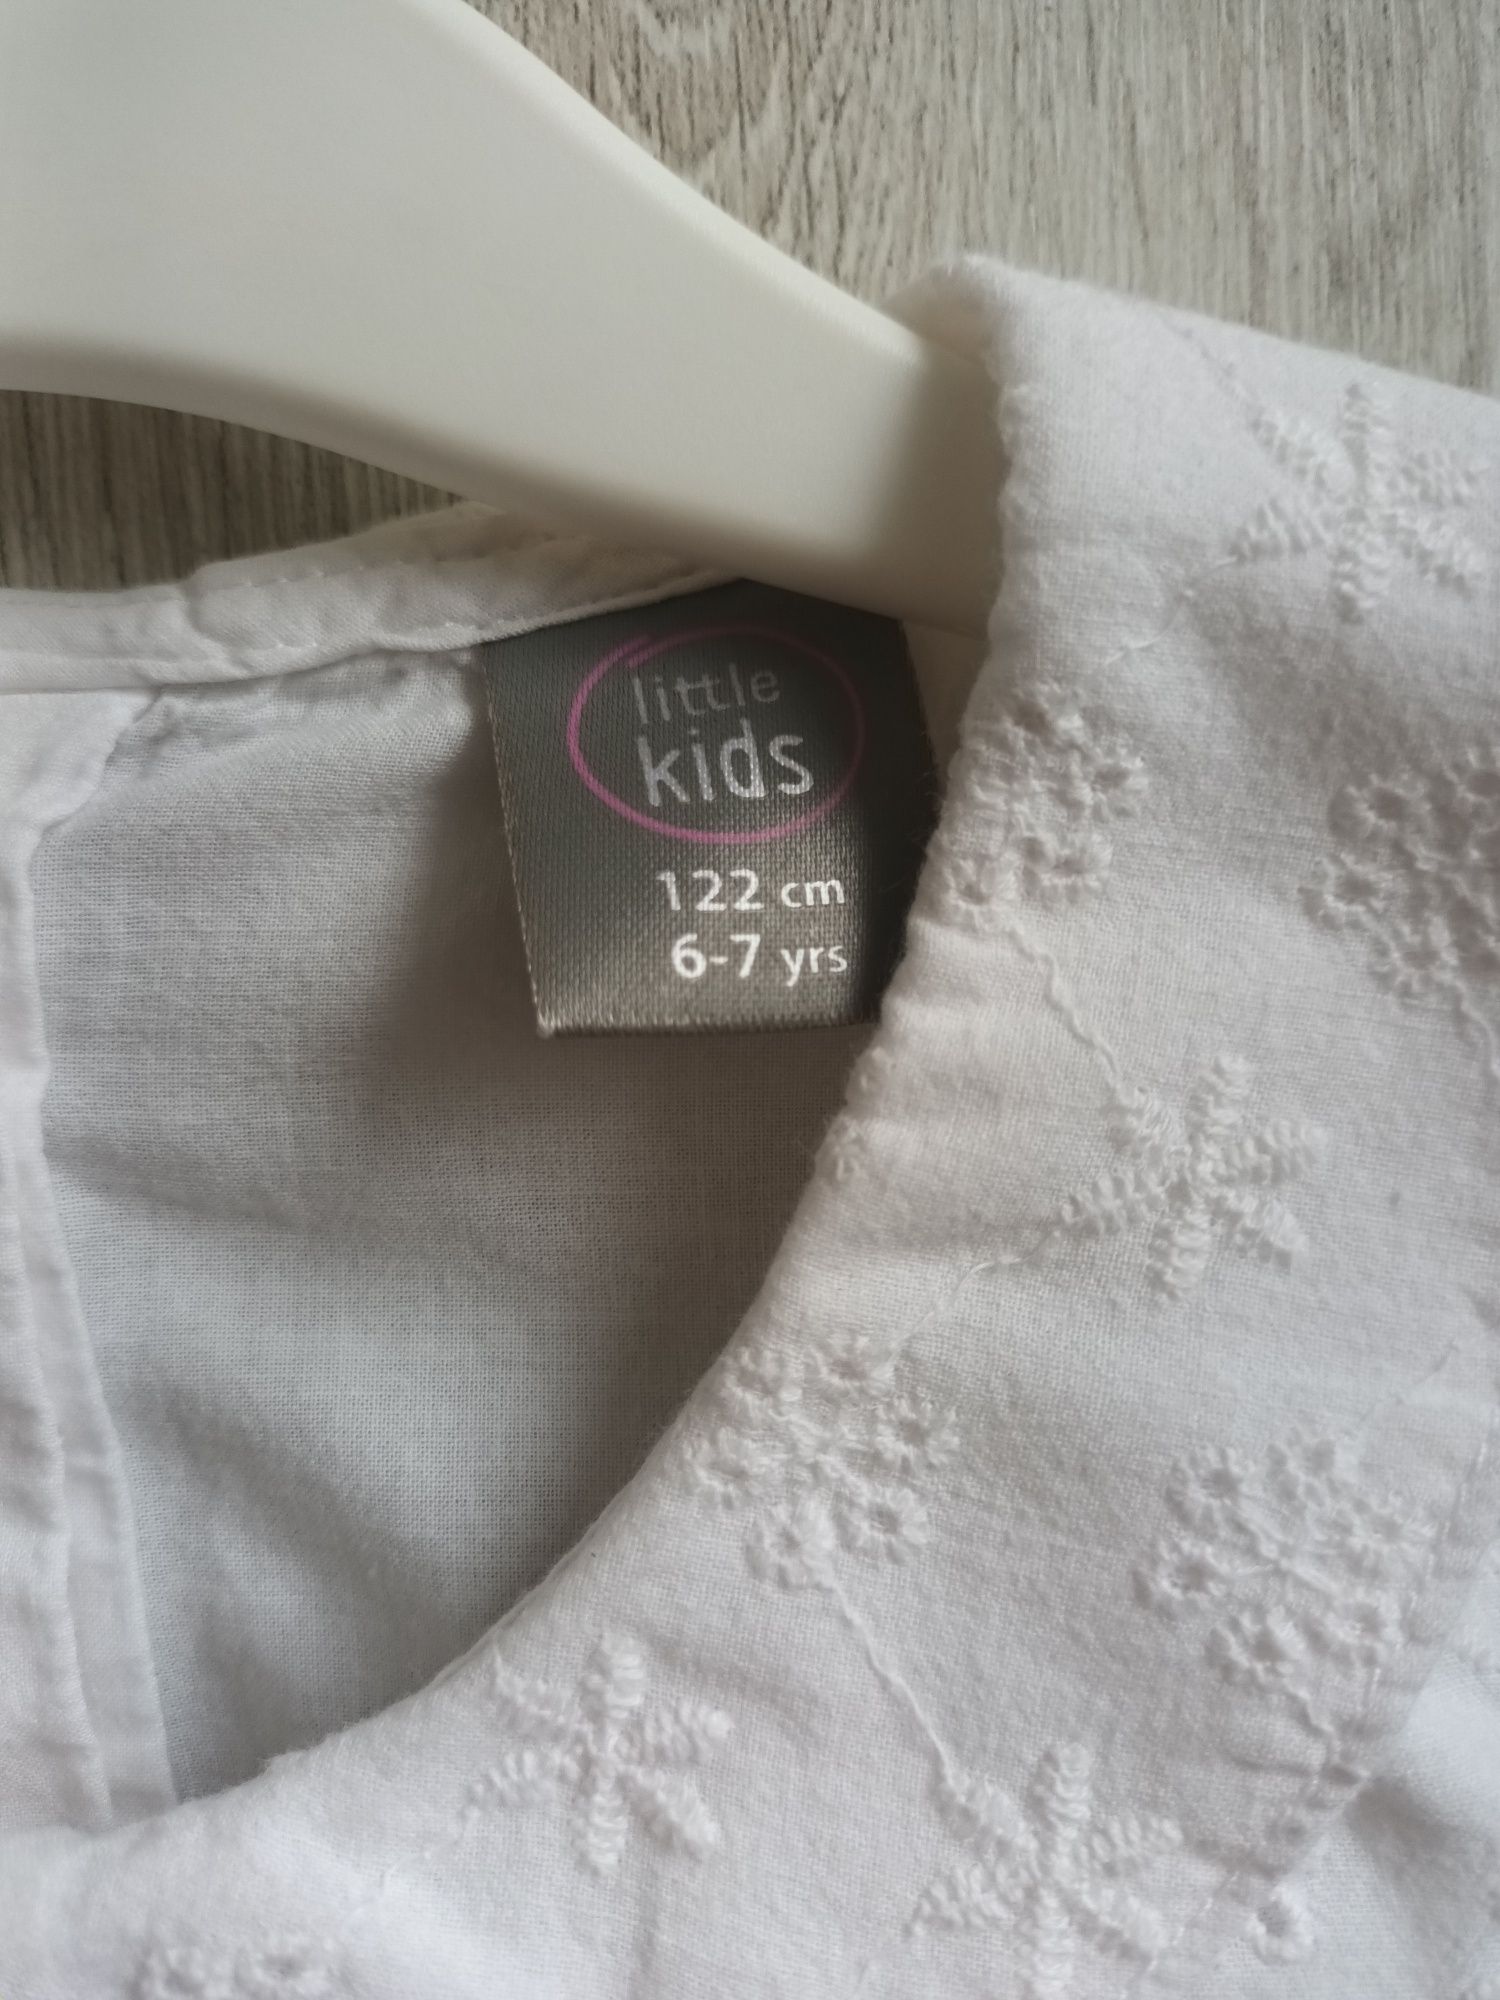 little
kids
122 cm
6-7 yrs